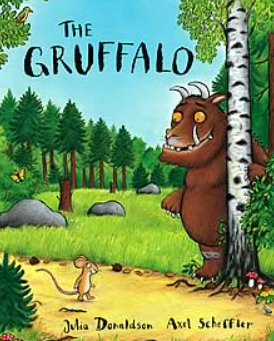 THE
GRUFFALO
Julia Donaldson Axel Scheffler